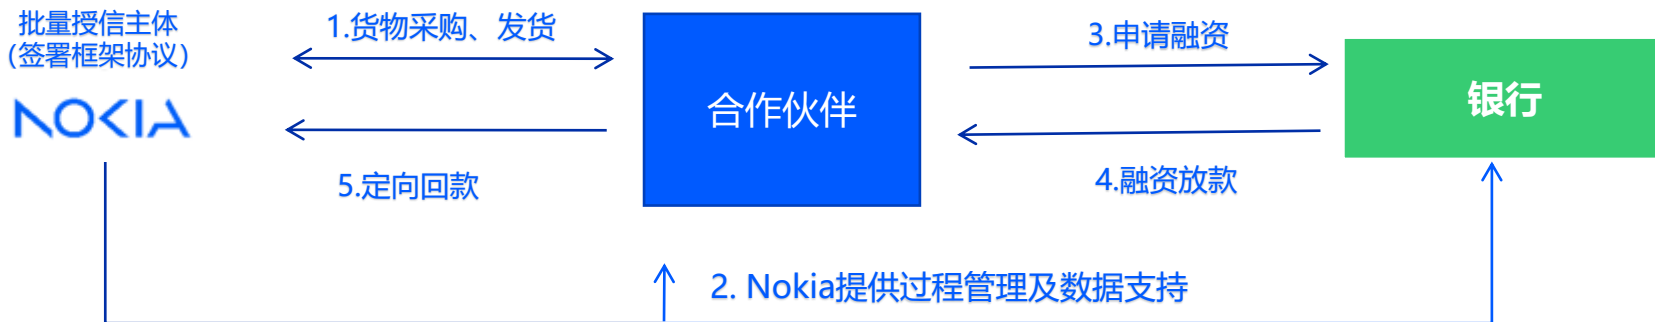 批量授信主体
（签署框架协议）
NOKIA
1.货物采购、发货
5.定向回款
合作伙伴
3.申请融资
4.融资放款
银行
2. Nokia提供过程管理及数据支持